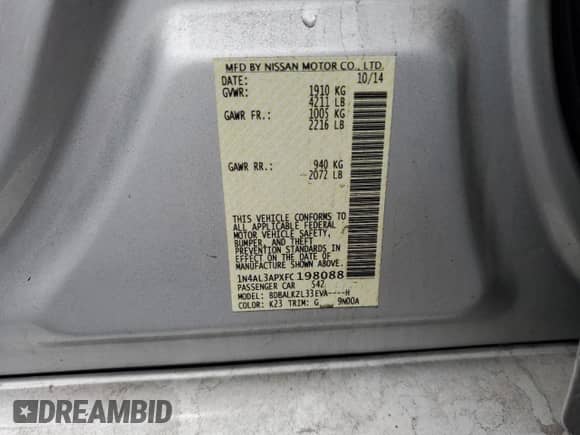 MFD BY NISSAN MOTOR CO., LTD.
DATE: 10/14
GVWR: 1910 KG
4211 LB
GAWR FR.: 1005 KG
2216 LB
GAWR RR.: 940 KG
2072 LB
THIS VEHICLE CONFORMS TO
ALL APPLICABLE FEDERAL
MOTOR VEHICLE SAFETY,
BUMPER, AND THEFT
PREVENTION STANDARDS IN
EFFECT ON THE DATE OF
MANUFACTURE SHOWN ABOVE.
1N4AL3APXFC198088
PASSENGER CAR S42
MODEL: BDBALKZL33EVA----H
COLOR: K23 TRIM: G 9N00A
DREAMBID